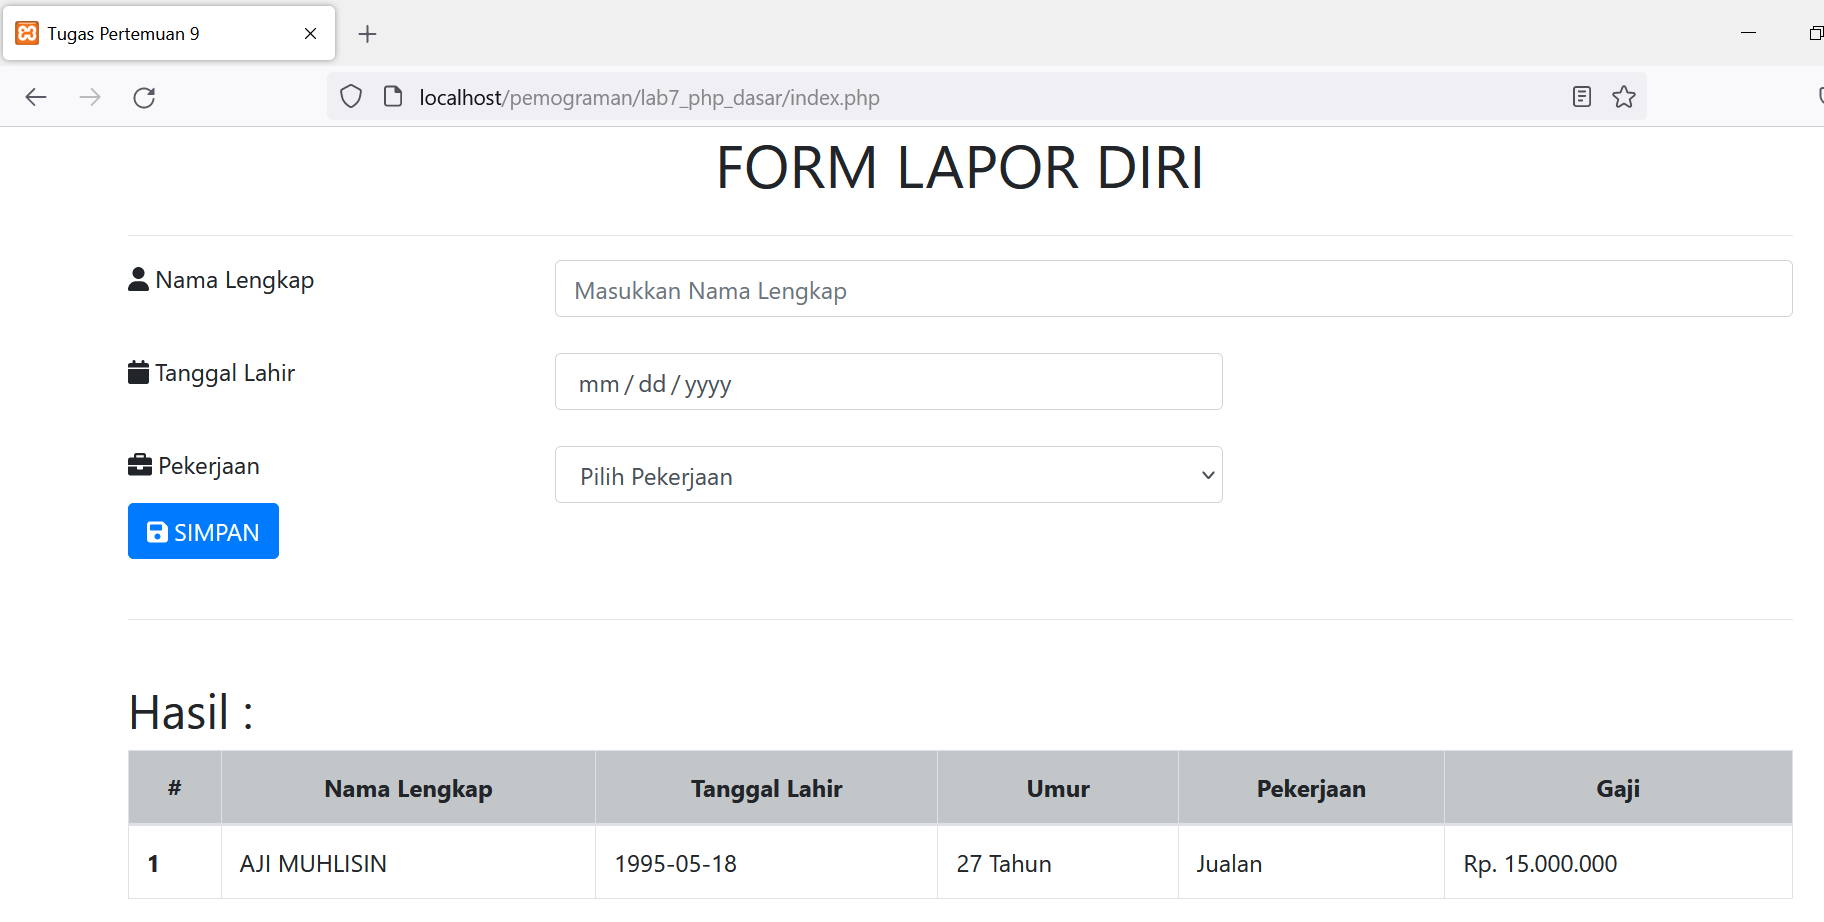 Tugas Pertemuan 9
localhost/pemograman/lab7_php_dasar/index.php
FORM LAPOR DIRI
Nama Lengkap
Masukkan Nama Lengkap
Tanggal Lahir
mm / dd / yyyy
Pekerjaan
Pilih Pekerjaan
SIMPAN
Hasil :
# Nama Lengkap Tanggal Lahir Umur Pekerjaan Gaji
1 AJI MUHLISIN 1995-05-18 27 Tahun Jualan Rp. 15.000.000